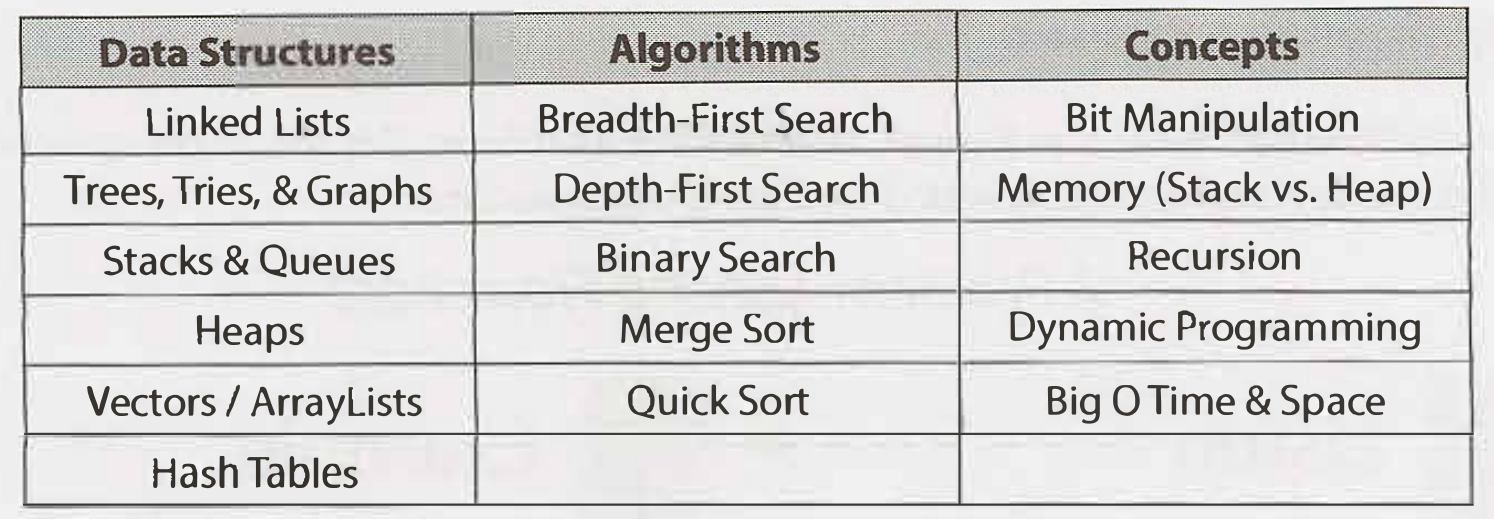 Data Structures Algorithms Concepts
Linked Lists Breadth-First Search Bit Manipulation
Trees, Tries, & Graphs Depth-First Search Memory (Stack vs. Heap)
Stacks & Queues Binary Search Recursion
Heaps Merge Sort Dynamic Programming
Vectors / ArrayLists Quick Sort Big O Time & Space
Hash Tables